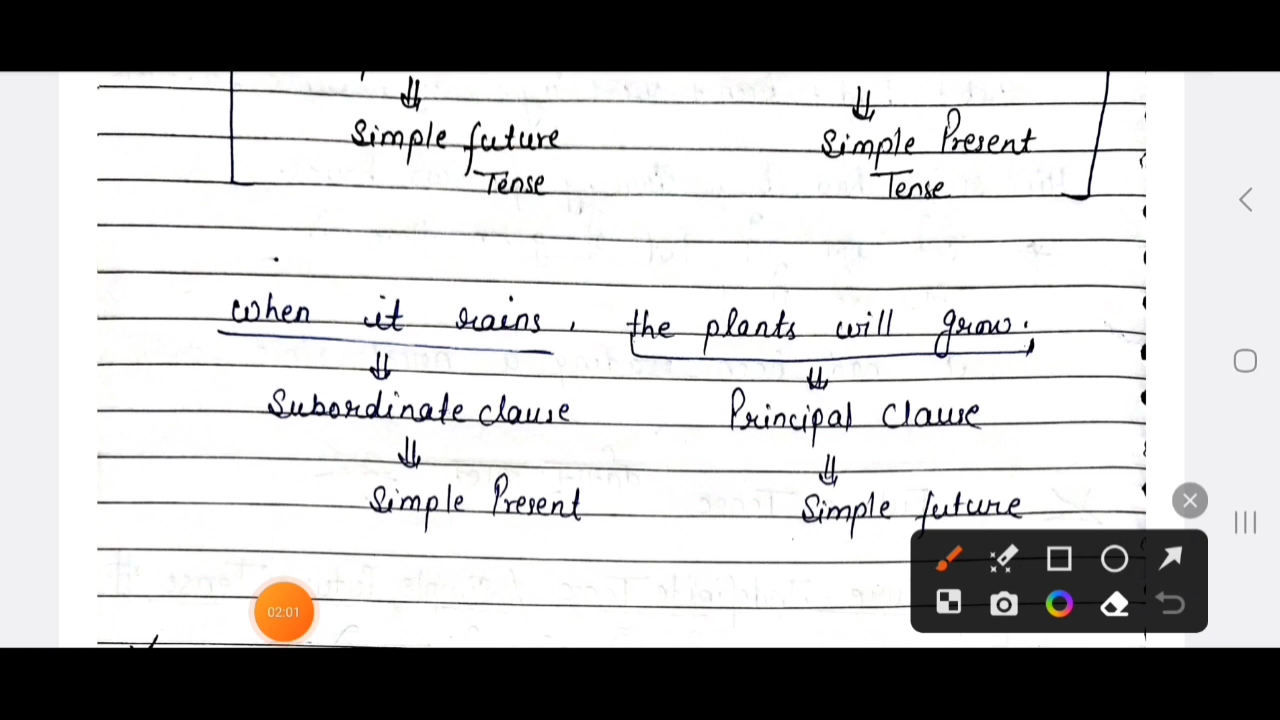 Simple future Simple Present
Tense Tense
when it rains, the plants will grow.
Subordinate clause Principal Clause
Simple Present Simple future
02:01